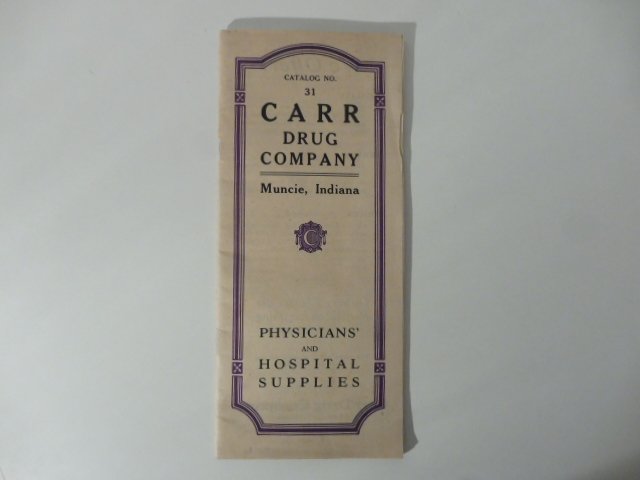 CATALOG NO.
31
CARR
DRUG
COMPANY
Muncie, Indiana
C
PHYSICIANS'
AND
HOSPITAL
SUPPLIES